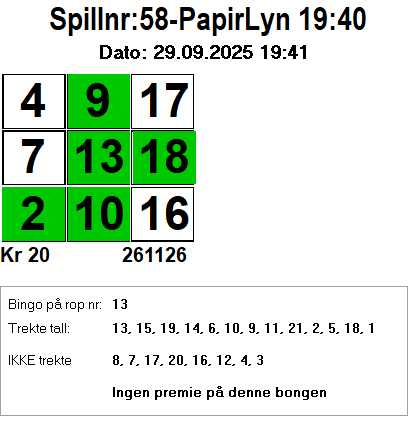 Spillnr:58-PapirLyn 19:40
Dato: 29.09.2025 19:41
4 9 17
7 13 18
2 10 16
Kr 20 261126
Bingo på rop nr: 13
Trekte tall: 13, 15, 19, 14, 6, 10, 9, 11, 21, 2, 5, 18, 1
IKKE trekte 8, 7, 17, 20, 16, 12, 4, 3
Ingen premie på denne bongen